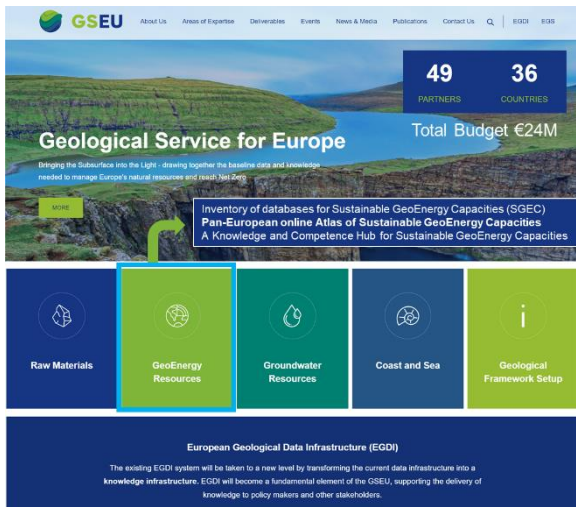 GSEU
About Us Areas of Expertise Deliverables Events News & Media Publications Contact Us EGDI EGS
49 36
PARTNERS COUNTRIES
Total Budget €24M
Geological Service for Europe
Bringing the Subsurface into the Light - drawing together the baseline data and knowledge
needed to manage Europe's natural resources and reach Net Zero
MORE
Inventory of databases for Sustainable GeoEnergy Capacities (SGEC)
Pan-European online Atlas of Sustainable GeoEnergy Capacities
A Knowledge and Competence Hub for Sustainable GeoEnergy Capacities
Raw Materials
GeoEnergy
Resources
Groundwater
Resources
Coast and Sea
Geological
Framework Setup
European Geological Data Infrastructure (EGDI)
The existing EGDI system will be taken to a new level by transforming the current data infrastructure into a
knowledge infrastructure. EGDI will become a fundamental element of the GSEU, supporting the delivery of
knowledge to policy makers and other stakeholders.